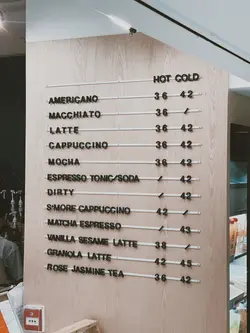 HOT COLD
AMERICANO 36 42
MACCHIATO 36 /
LATTE 36 42
CAPPUCCINO 36 42
MOCHA 36 42
ESPRESSO TONIC/SODA / 42
DIRTY / 42
S'MORE CAPPUCCINO 42 /
MATCHA ESPRESSO / 43
VANILLA SESAME LATTE 38 /
GRANOLA LATTE 42 45
ROSE JASMINE TEA 36 42